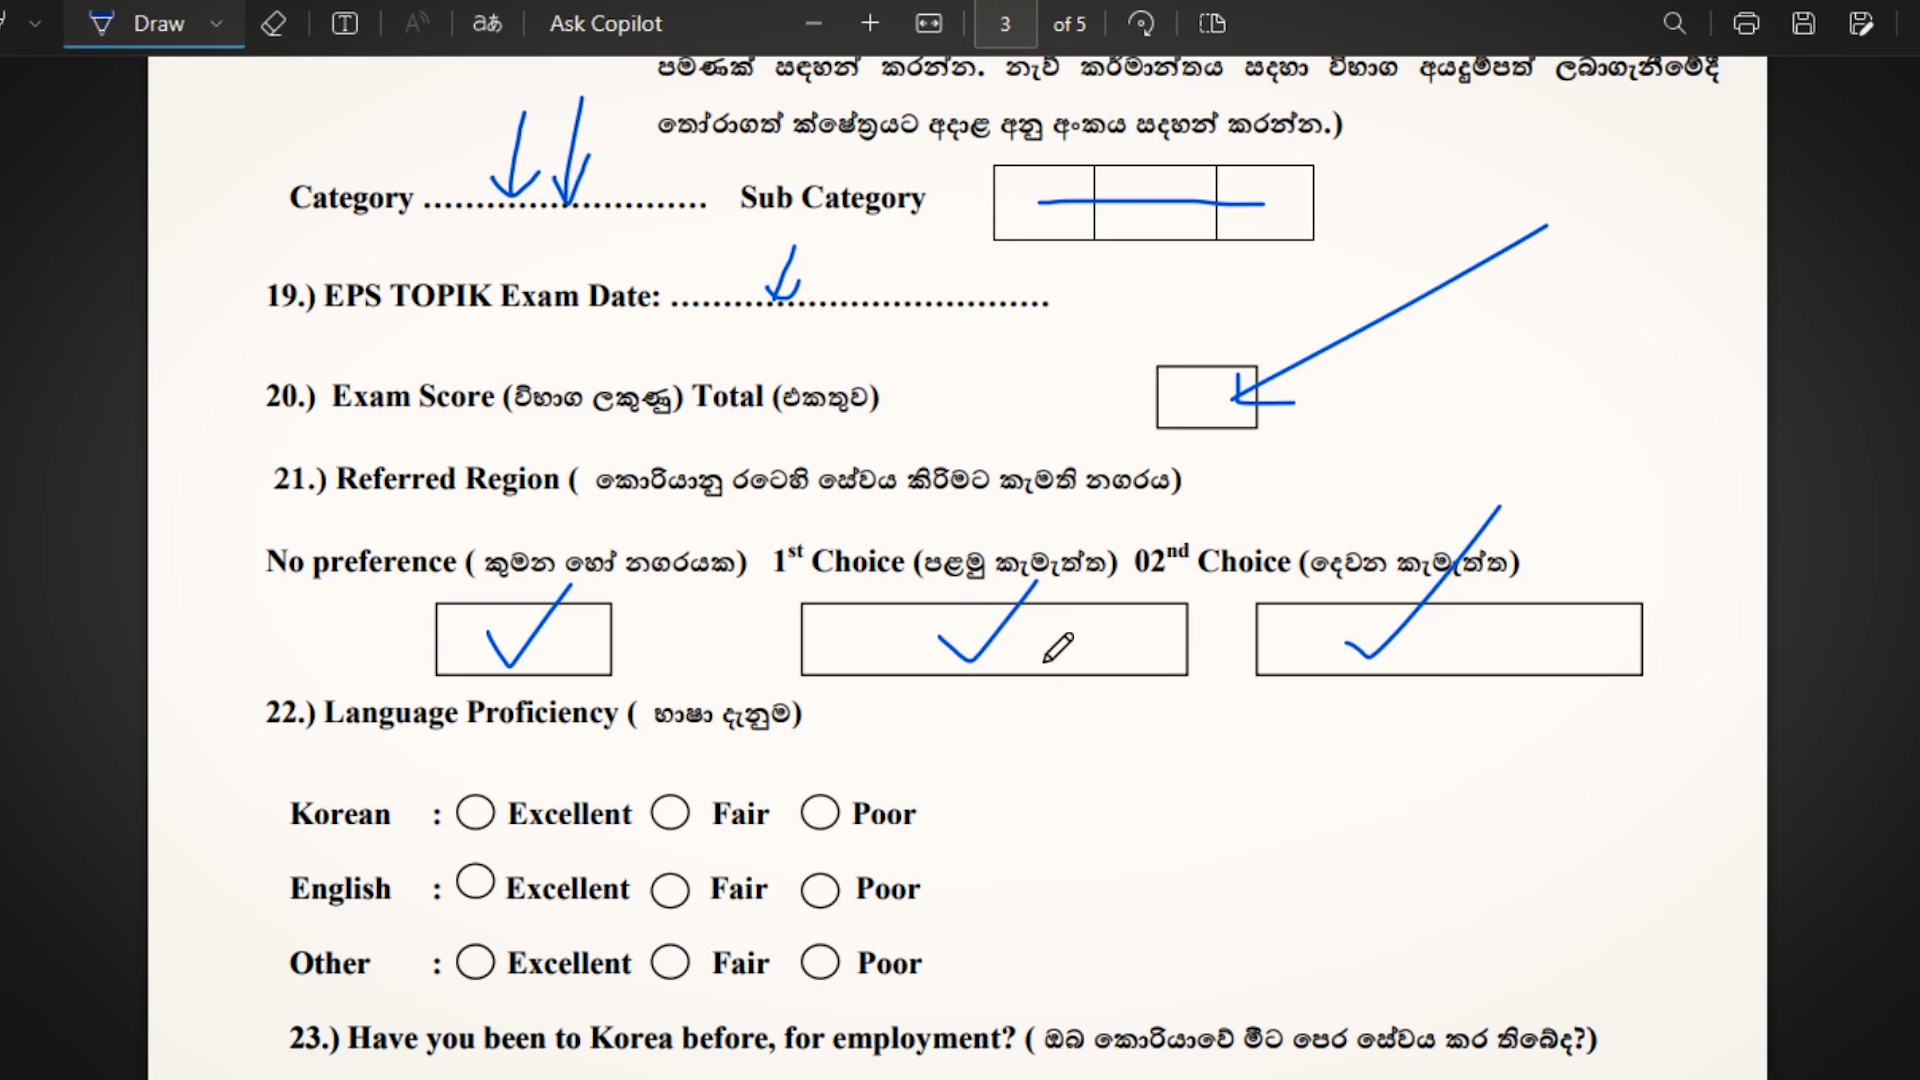 Draw Ask Copilot 3 of 5
පමණක් සඳහන් කරන්න. නැව් කර්මාන්තය සදහා විභාග අයදුම්පත් ලබාගැනීමේදී
තෝරාගත් ක්ෂේත්‍රයට අදාළ අනු අංකය සදහන් කරන්න.)
Category ........................... Sub Category
19.) EPS TOPIK Exam Date: ....................................
20.) Exam Score (විභාග ලකුණු) Total (එකතුව)
21.) Referred Region ( කොරියානු රටෙහි සේවය කිරිමට කැමති නගරය)
No preference ( කුමන හෝ නගරයක) 1st Choice (පළමු කැමැත්ත) 02nd Choice (දෙවන කැමැත්ත)
22.) Language Proficiency ( භාෂා දැනුම)
Korean : Excellent Fair Poor
English : Excellent Fair Poor
Other : Excellent Fair Poor
23.) Have you been to Korea before, for employment? ( ඔබ කොරියාවේ මීට පෙර සේවය කර තිබේද?)